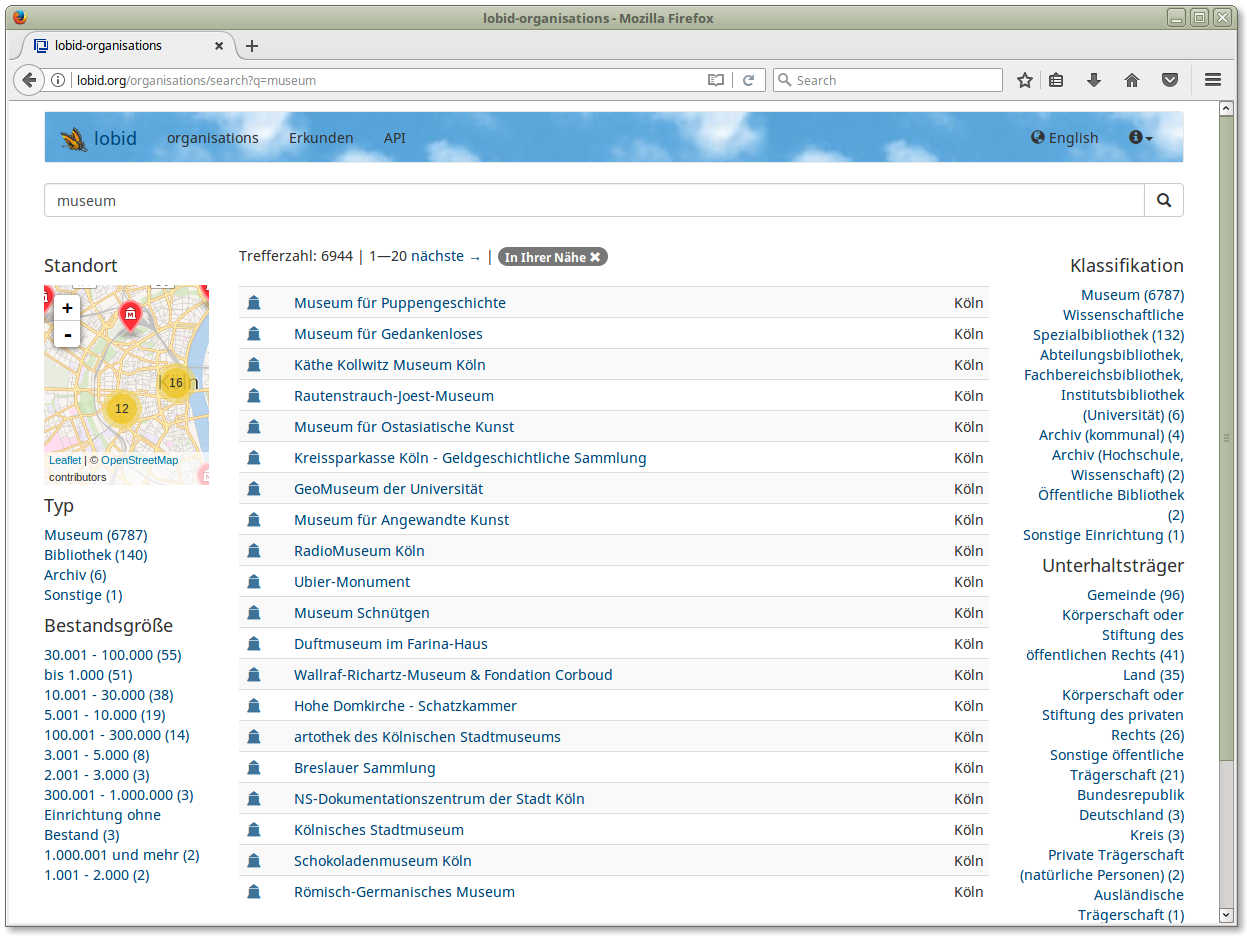 lobid-organisations - Mozilla Firefox
lobid-organisations
lobid.org/organisations/search?q=museum
Search
lobid organisations Erkunden API English
museum
Standort
+
-
16
12
Leaflet | © OpenStreetMap
contributors
Typ
Museum (6787)
Bibliothek (140)
Archiv (6)
Sonstige (1)
Bestandsgröße
30.001 - 100.000 (55)
bis 1.000 (51)
10.001 - 30.000 (38)
5.001 - 10.000 (19)
100.001 - 300.000 (14)
3.001 - 5.000 (8)
2.001 - 3.000 (3)
300.001 - 1.000.000 (3)
Einrichtung ohne
Bestand (3)
1.000.001 und mehr (2)
1.001 - 2.000 (2)
Trefferzahl: 6944 | 1—20 nächste → | In Ihrer Nähe ✖
Museum für Puppengeschichte Köln
Museum für Gedankenloses Köln
Käthe Kollwitz Museum Köln Köln
Rautenstrauch-Joest-Museum Köln
Museum für Ostasiatische Kunst Köln
Kreissparkasse Köln - Geldgeschichtliche Sammlung Köln
GeoMuseum der Universität Köln
Museum für Angewandte Kunst Köln
RadioMuseum Köln Köln
Ubier-Monument Köln
Museum Schnütgen Köln
Duftmuseum im Farina-Haus Köln
Wallraf-Richartz-Museum & Fondation Corboud Köln
Hohe Domkirche - Schatzkammer Köln
artothek des Kölnischen Stadtmuseums Köln
Breslauer Sammlung Köln
NS-Dokumentationszentrum der Stadt Köln Köln
Kölnisches Stadtmuseum Köln
Schokoladenmuseum Köln Köln
Römisch-Germanisches Museum Köln
Klassifikation
Museum (6787)
Wissenschaftliche
Spezialbibliothek (132)
Abteilungsbibliothek,
Fachbereichsbibliothek,
Institutsbibliothek
(Universität) (6)
Archiv (kommunal) (4)
Archiv (Hochschule,
Wissenschaft) (2)
Öffentliche Bibliothek
(2)
Sonstige Einrichtung (1)
Unterhaltsträger
Gemeinde (96)
Körperschaft oder
Stiftung des
öffentlichen Rechts (41)
Land (35)
Körperschaft oder
Stiftung des privaten
Rechts (26)
Sonstige öffentliche
Trägerschaft (21)
Bundesrepublik
Deutschland (3)
Kreis (3)
Private Trägerschaft
(natürliche Personen) (2)
Ausländische
Trägerschaft (1)